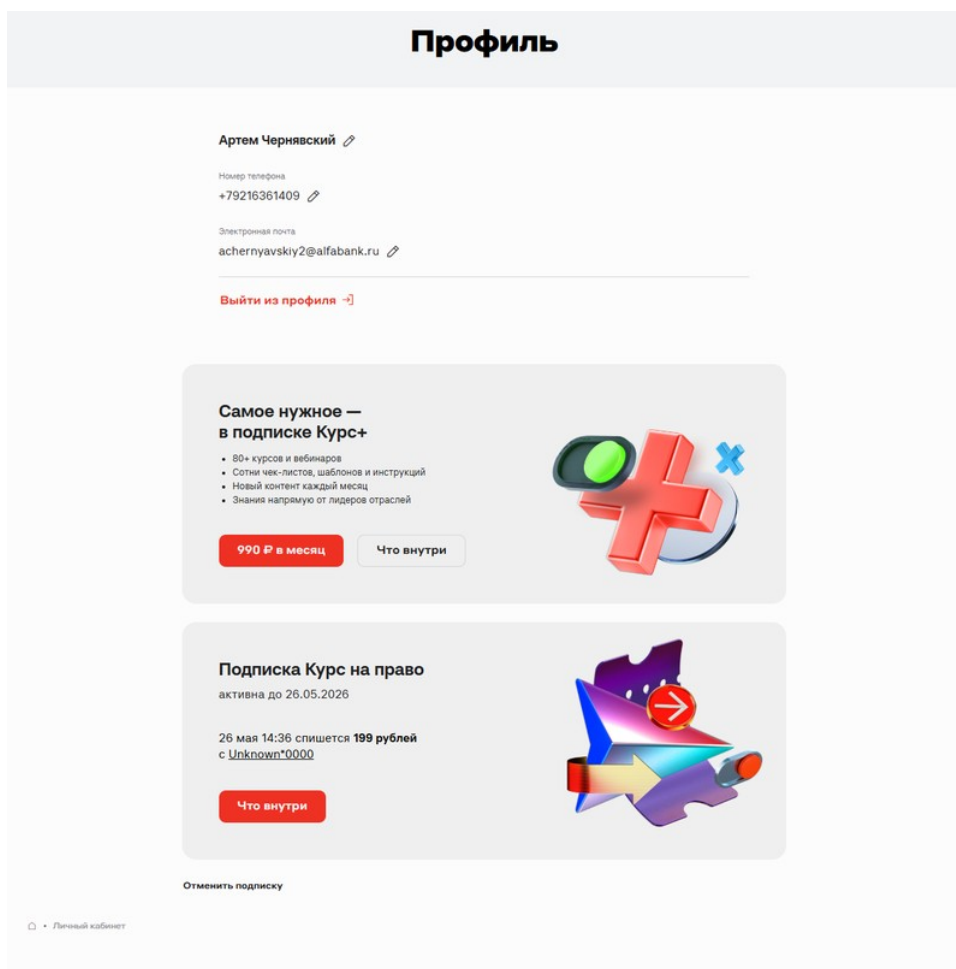 Профиль
Артем Чернявский
Номер телефона
+79216361409
Электронная почта
achernyavskiy2@alfabank.ru
Выйти из профиля
Самое нужное —
в подписке Курс+
• 80+ курсов и вебинаров
• Сотни чек-листов, шаблонов и инструкций
• Новый контент каждый месяц
• Знания напрямую от лидеров отраслей
990 ₽ в месяц
Что внутри
Подписка Курс на право
активна до 26.05.2026
26 мая 14:36 спишется 199 рублей
с Unknown*0000
Что внутри
Отменить подписку
• Личный кабинет